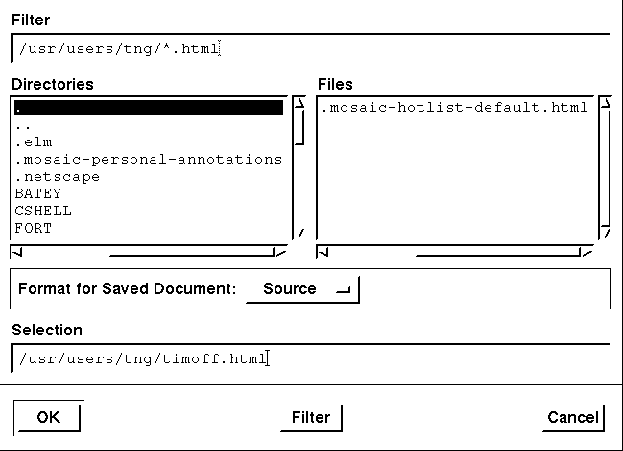 Filter
/usr/users/tng/*.html
Directories
Files
.
..
.elm
.mosaic-personal-annotations
.netscape
BATEY
CSHELL
FORT
.mosaic-hotlist-default.html
Format for Saved Document: Source
Selection
/usr/users/tng/timoff.html
OK
Filter
Cancel